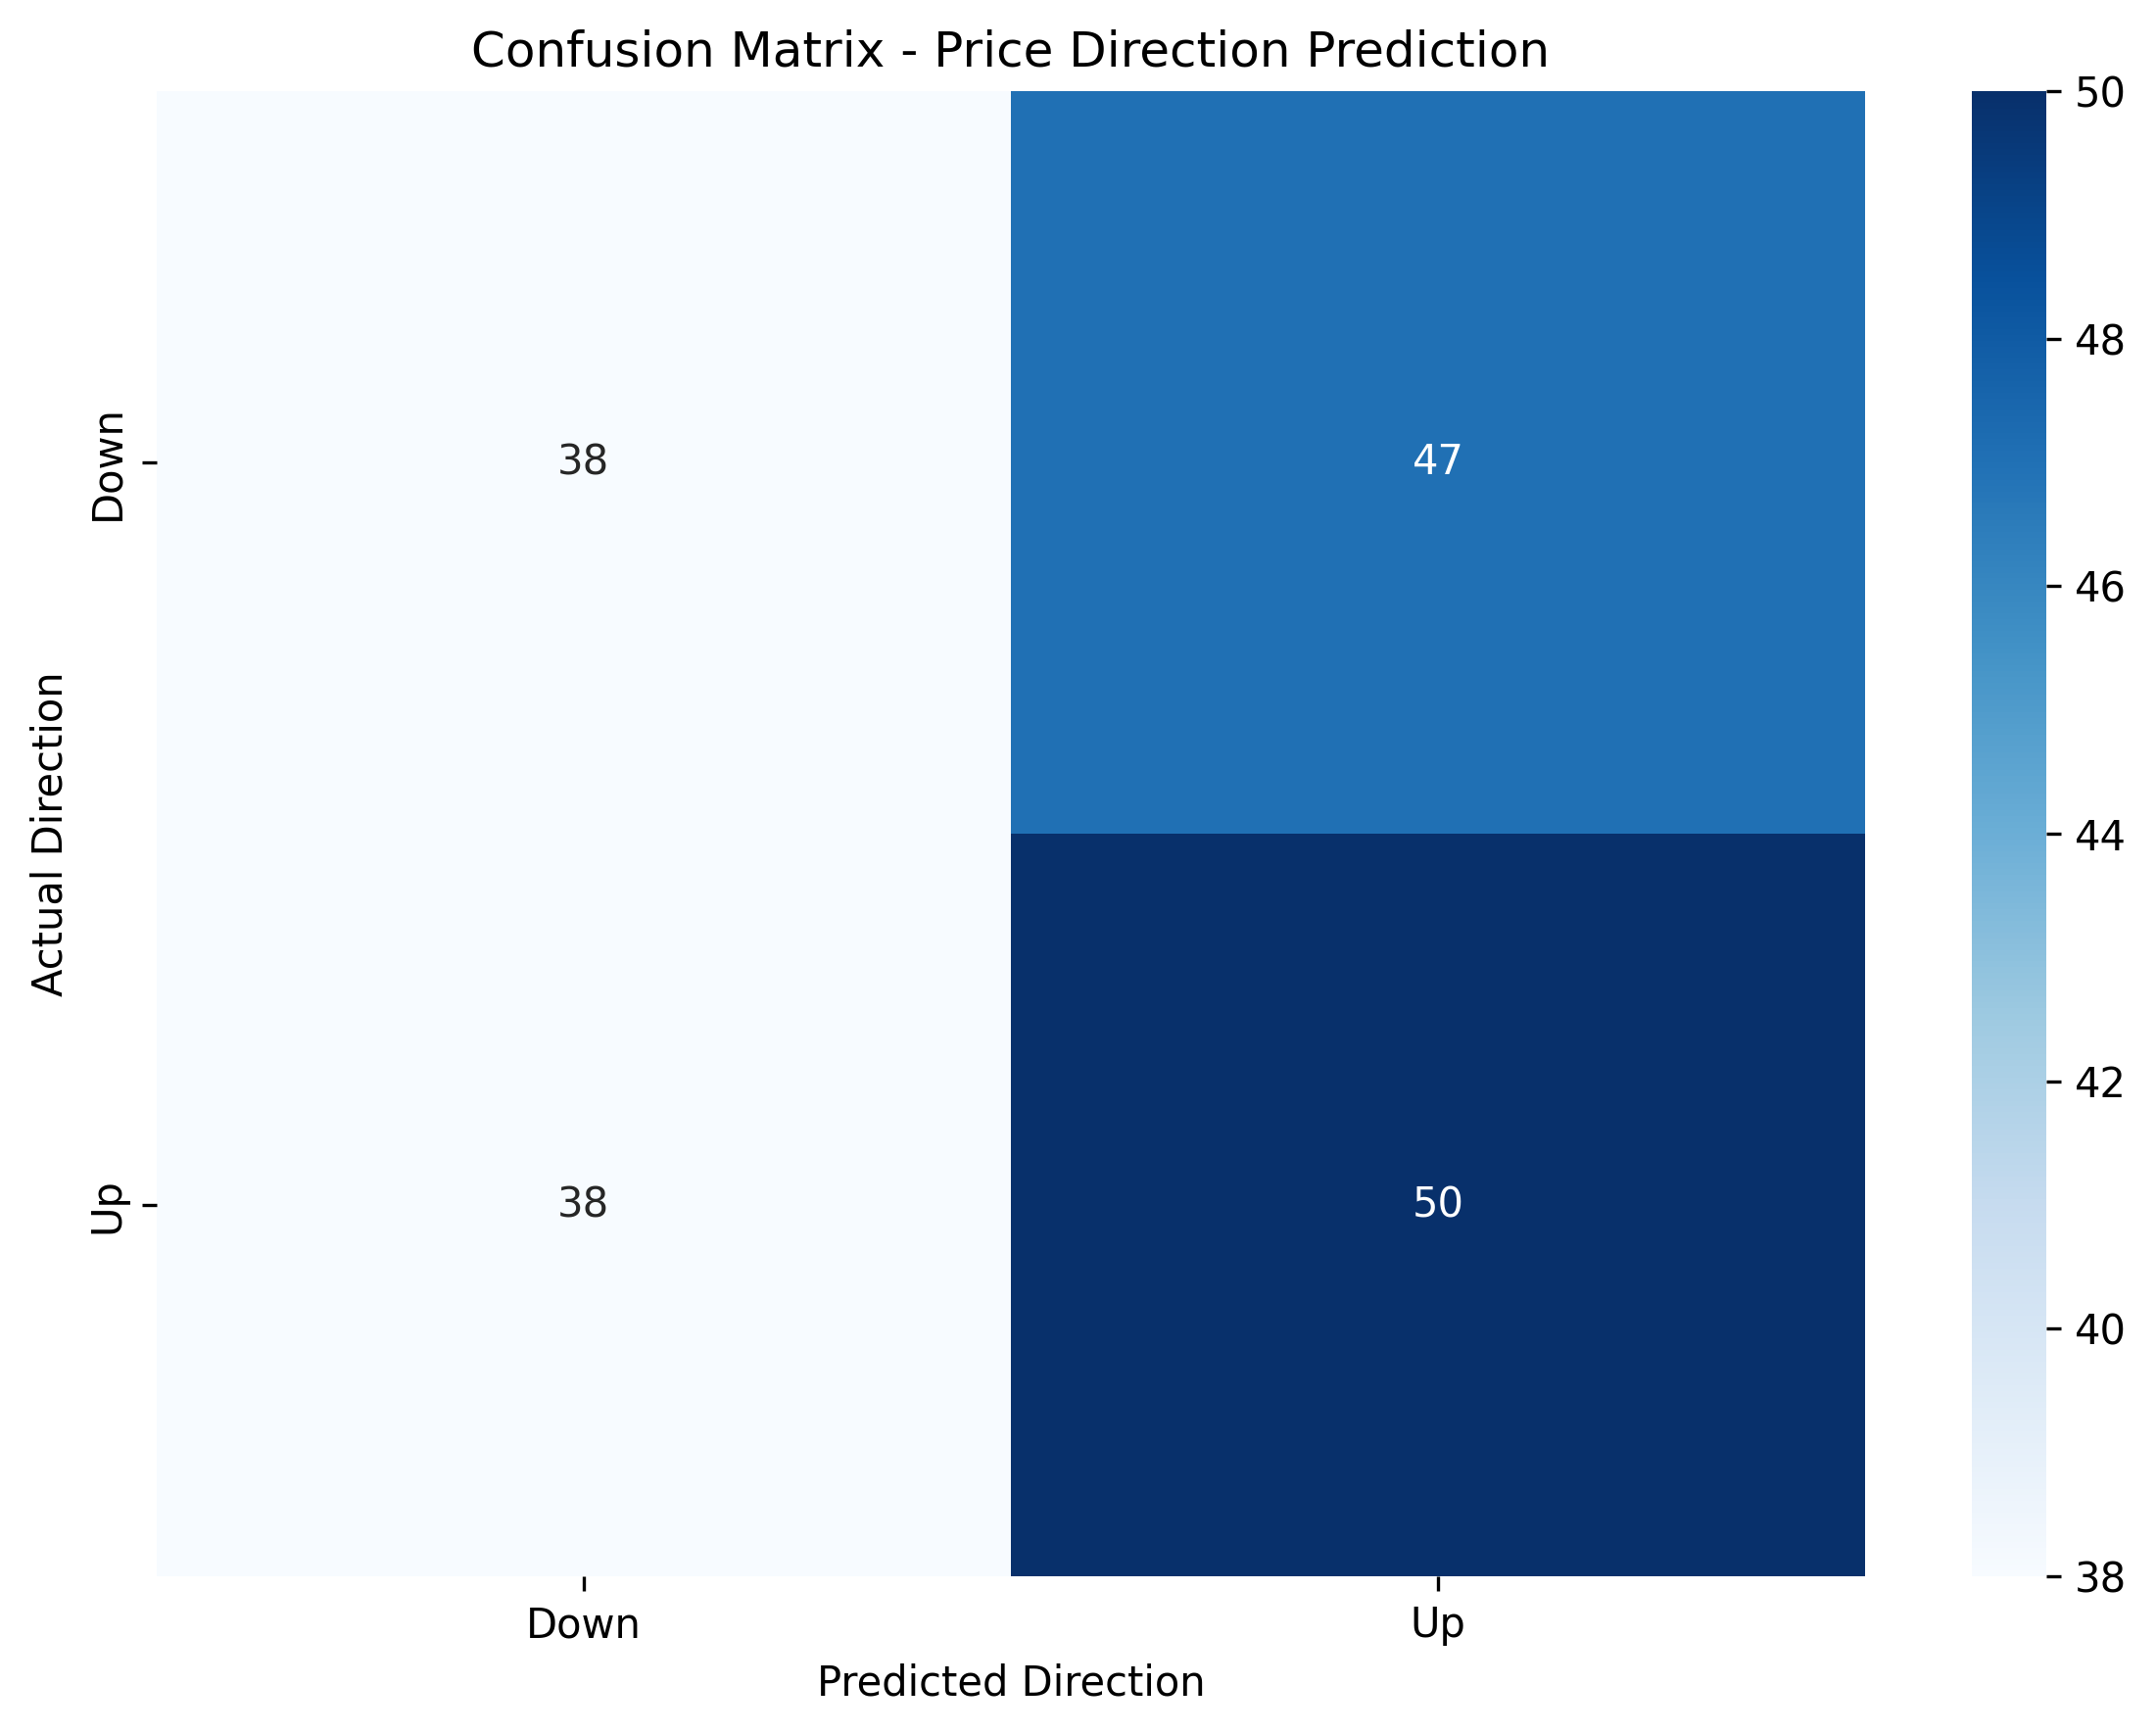 Confusion Matrix - Price Direction Prediction
Actual Direction
Down
38
47
Up
38
50
Down
Up
Predicted Direction
50
48
46
44
42
40
38